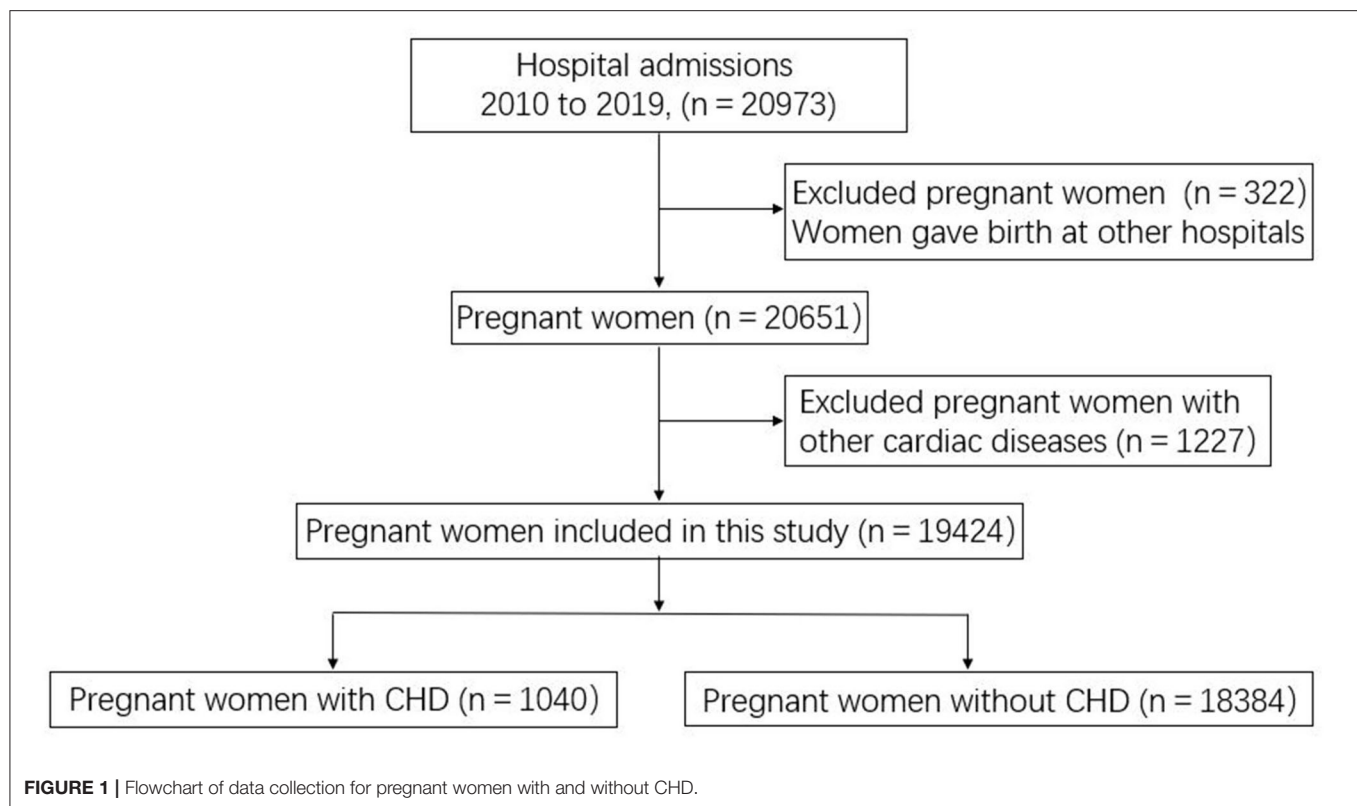 Hospital admissions
2010 to 2019, (n = 20973)
Excluded pregnant women (n = 322)
Women gave birth at other hospitals
Pregnant women (n = 20651)
Excluded pregnant women with
other cardiac diseases (n = 1227)
Pregnant women included in this study (n = 19424)
Pregnant women with CHD (n = 1040)
Pregnant women without CHD (n = 18384)
FIGURE 1 | Flowchart of data collection for pregnant women with and without CHD.